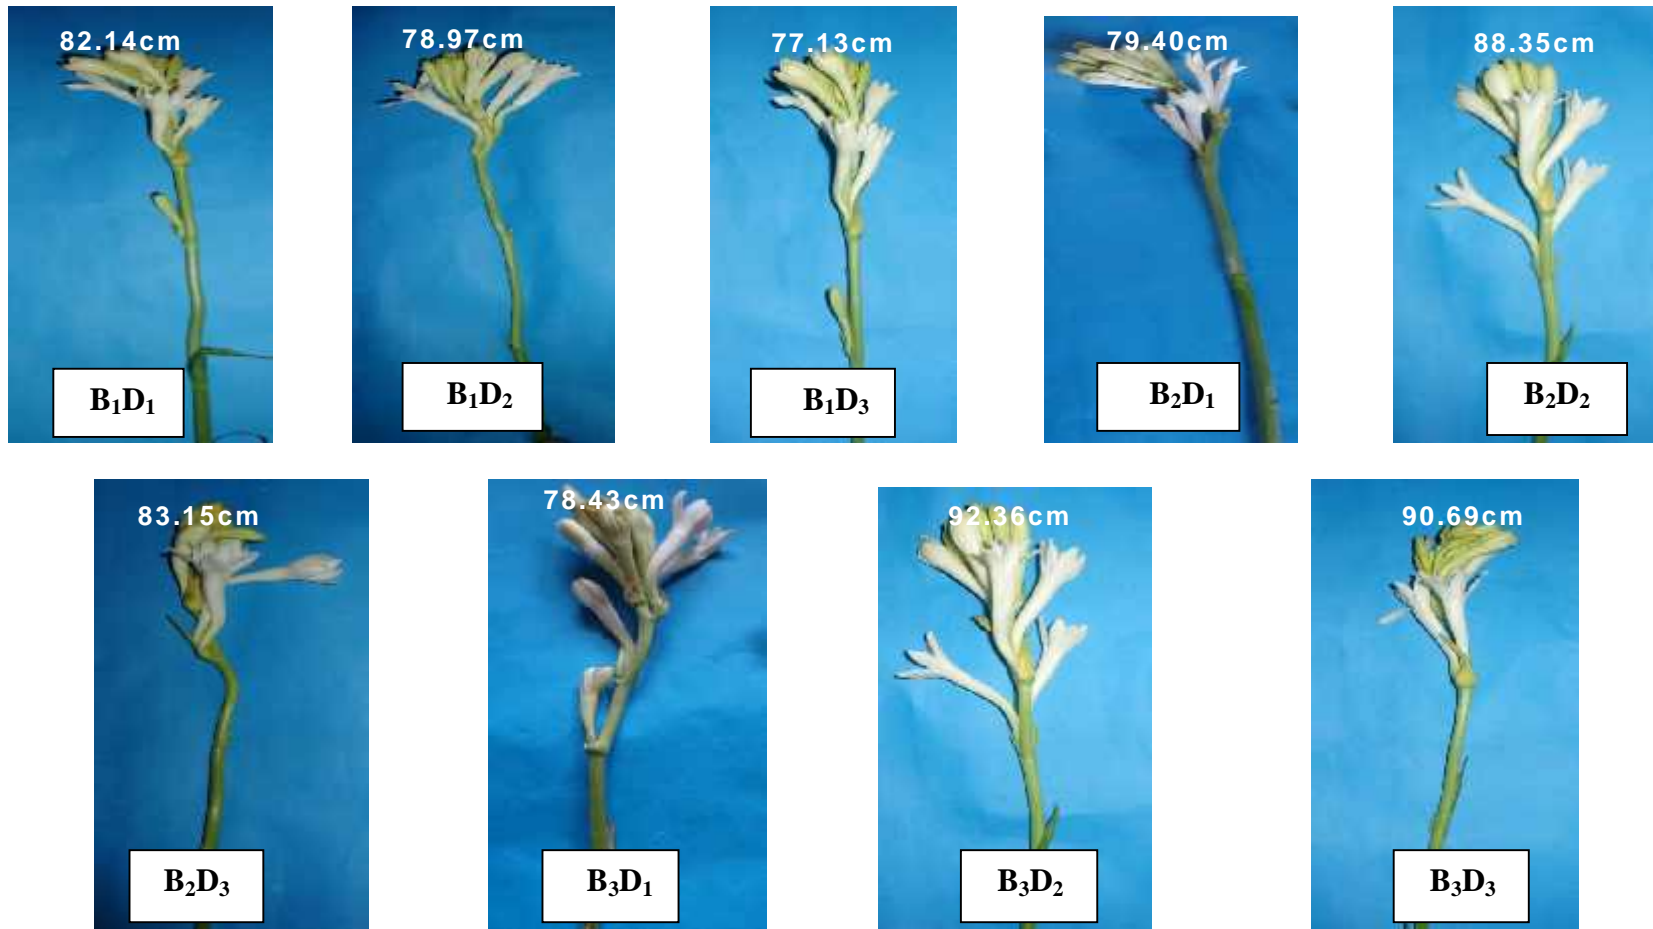 82.14cm
78.97cm
77.13cm
79.40cm
88.35cm
B₁D₁
B₁D₂
B₁D₃
B₂D₁
B₂D₂
83.15cm
78.43cm
92.36cm
90.69cm
B₂D₃
B₃D₁
B₃D₂
B₃D₃